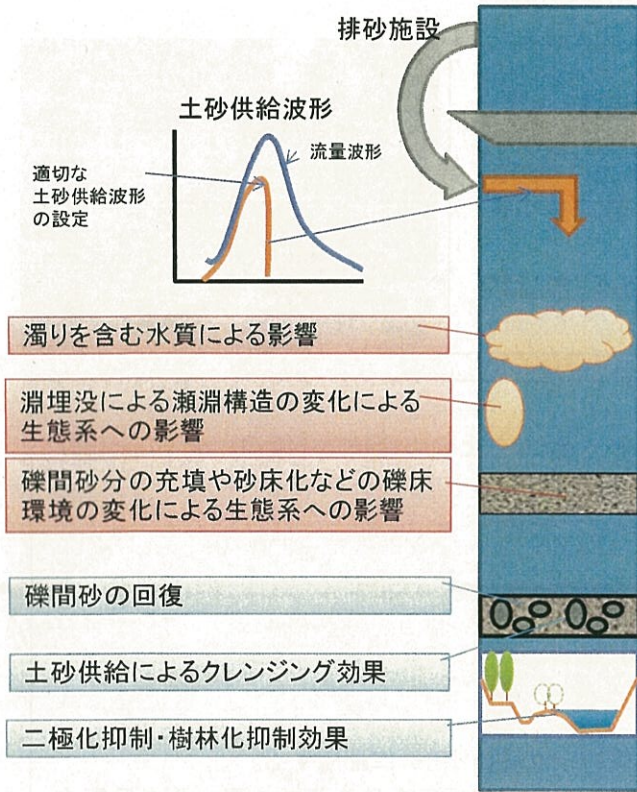 排砂施設
土砂供給波形
流量波形
適切な
土砂供給波形
の設定
濁りを含む水質による影響
淵埋没による瀬淵構造の変化による
生態系への影響
礫間砂分の充填や砂床化などの礫床
環境の変化による生態系への影響
礫間砂の回復
土砂供給によるクレンジング効果
二極化抑制・樹林化抑制効果